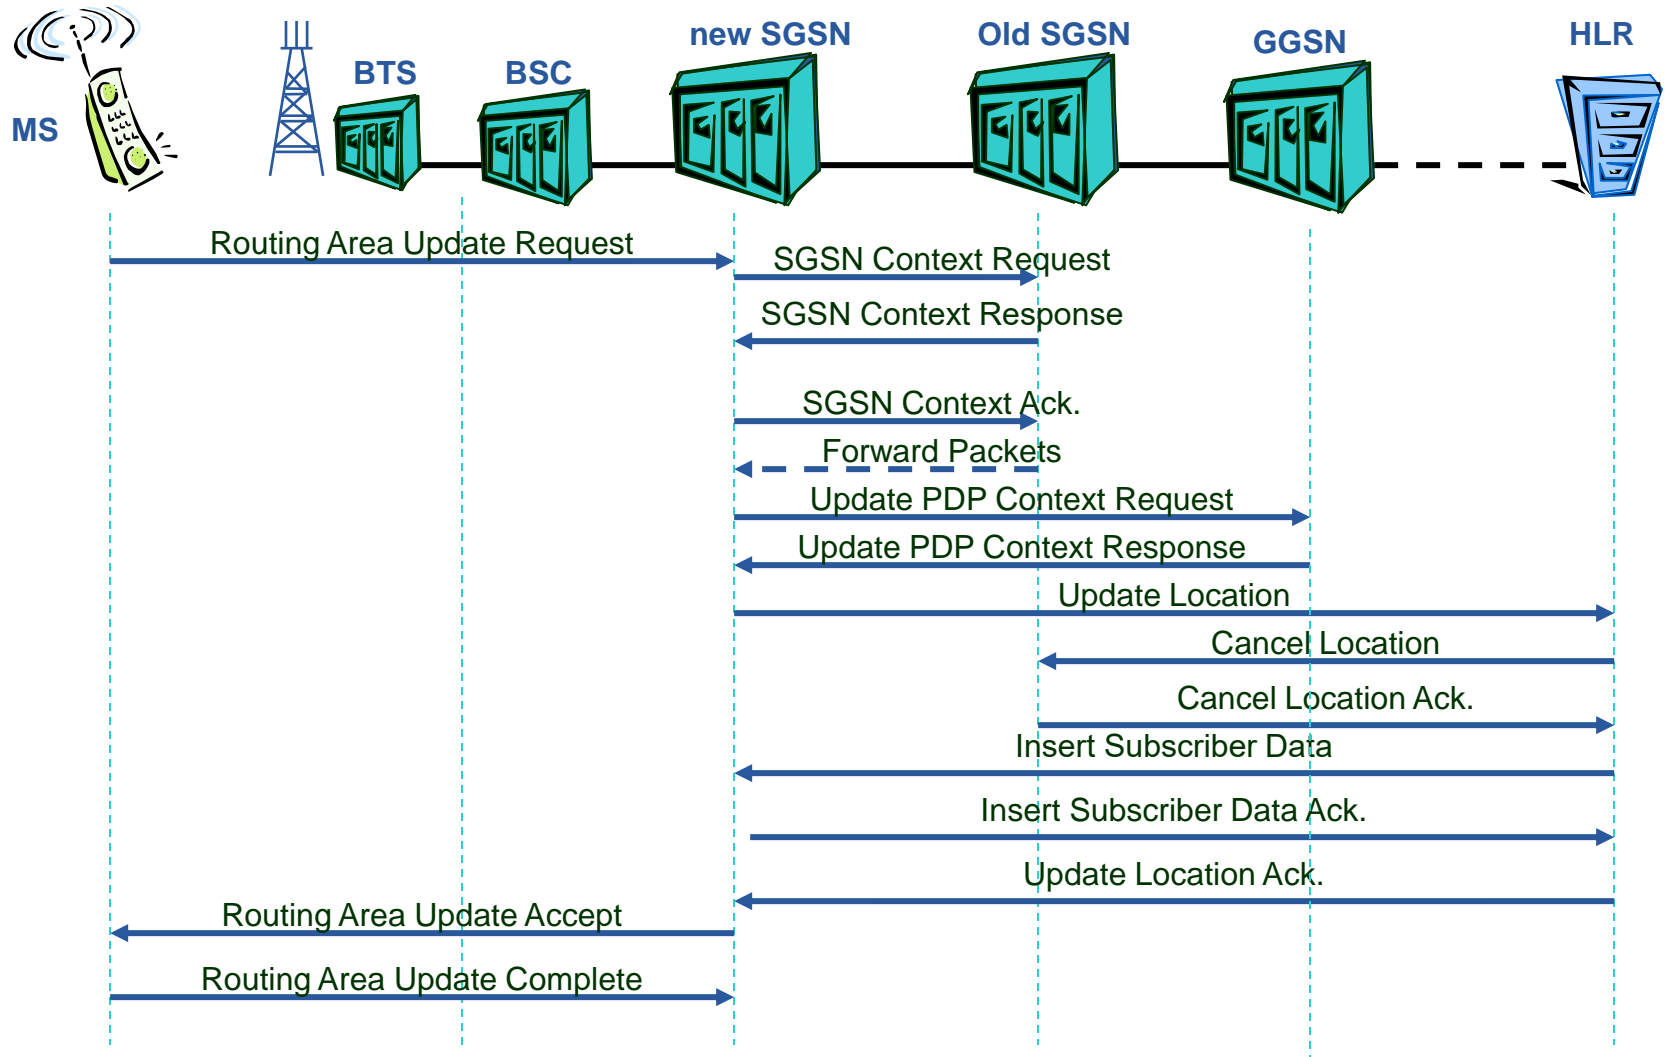 new SGSN
Old SGSN
GGSN
HLR
BTS
BSC
MS
Routing Area Update Request
SGSN Context Request
SGSN Context Response
SGSN Context Ack.
Forward Packets
Update PDP Context Request
Update PDP Context Response
Update Location
Cancel Location
Cancel Location Ack.
Insert Subscriber Data
Insert Subscriber Data Ack.
Update Location Ack.
Routing Area Update Accept
Routing Area Update Complete